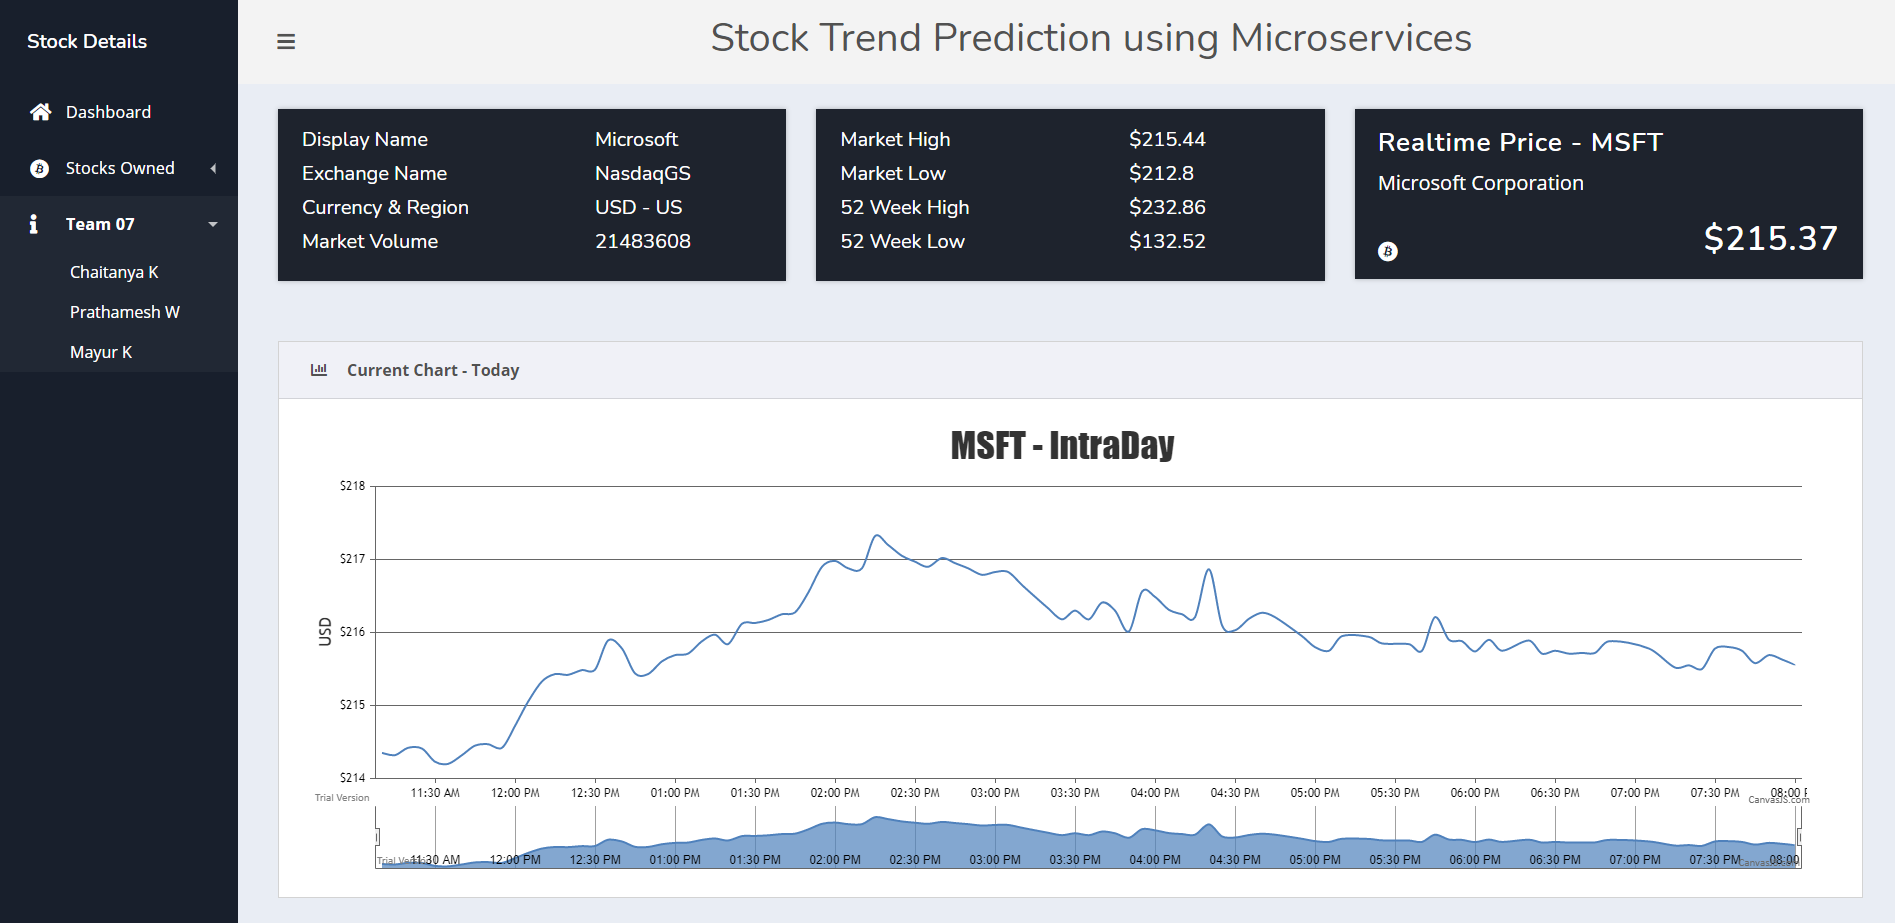 Stock Details
Dashboard
Stocks Owned
Team 07
Chaitanya K
Prathamesh W
Mayur K
Stock Trend Prediction using Microservices
Display Name Microsoft
Exchange Name NasdaqGS
Currency & Region USD - US
Market Volume 21483608
Market High $215.44
Market Low $212.8
52 Week High $232.86
52 Week Low $132.52
Realtime Price - MSFT
Microsoft Corporation
$215.37
Current Chart - Today
MSFT - IntraDay
$218
$217
$216
$215
$214
USD
11:30 AM 12:00 PM 12:30 PM 01:00 PM 01:30 PM 02:00 PM 02:30 PM 03:00 PM 03:30 PM 04:00 PM 04:30 PM 05:00 PM 05:30 PM 06:00 PM 06:30 PM 07:00 PM 07:30 PM 08:00
Trial Version
CanvasJS.com
11:30 AM 12:00 PM 12:30 PM 01:00 PM 01:30 PM 02:00 PM 02:30 PM 03:00 PM 03:30 PM 04:00 PM 04:30 PM 05:00 PM 05:30 PM 06:00 PM 06:30 PM 07:00 PM 07:30 PM 08:00
Trial Version
CanvasJS.com